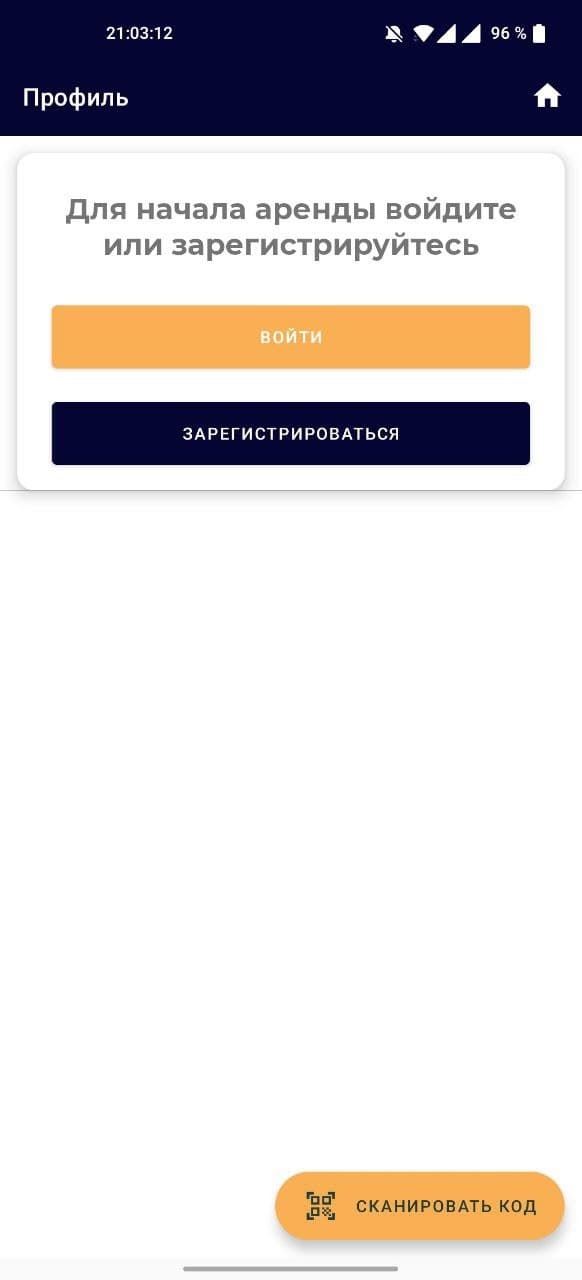 21:03:12
96 %
Профиль
Для начала аренды войдите
или зарегистрируйтесь
ВОЙТИ
ЗАРЕГИСТРИРОВАТЬСЯ
СКАНИРОВАТЬ КОД